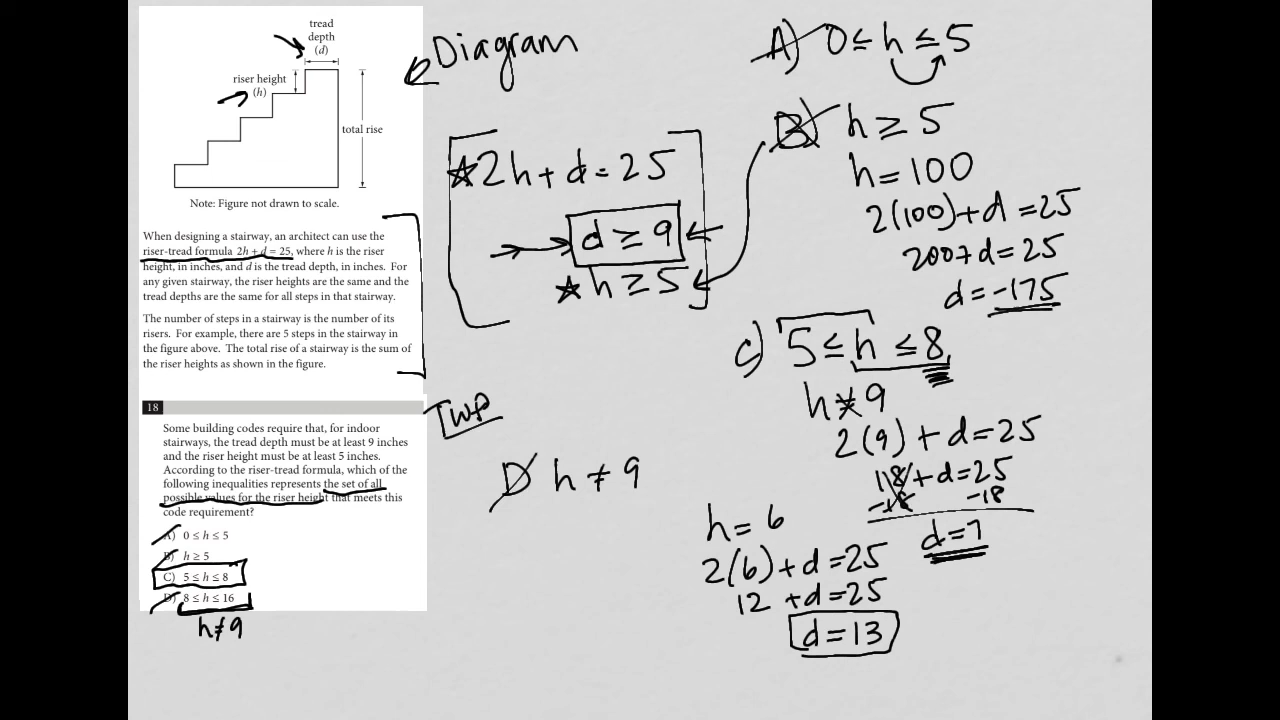 tread
depth
(d)
riser height
(h)
total rise
Note: Figure not drawn to scale.
When designing a stairway, an architect can use the
riser-tread formula 2h + d = 25, where h is the riser
height, in inches, and d is the tread depth, in inches. For
any given stairway, the riser heights are the same and the
tread depths are the same for all steps in that stairway.
The number of steps in a stairway is the number of its
risers. For example, there are 5 steps in the stairway in
the figure above. The total rise of a stairway is the sum of
the riser heights as shown in the figure.
18
Some building codes require that, for indoor
stairways, the tread depth must be at least 9 inches
and the riser height must be at least 5 inches.
According to the riser-tread formula, which of the
following inequalities represents the set of all
possible values for the riser height that meets this
code requirement?
A) 0 ≤ h ≤ 5
B) h ≥ 5
C) 5 ≤ h ≤ 8
D) 8 ≤ h ≤ 16
h≠9
Diagram
2h + d = 25
d ≥ 9
h ≥ 5
WP
D h ≠ 9
A) 0 ≤ h ≤ 5
B) h ≥ 5
h = 100
2(100) + d = 25
200 + d = 25
d = -175
C) 5 ≤ h ≤ 8
h ≠ 9
2(9) + d = 25
18 + d = 25
-18 -18
d = 7
h = 6
2(6) + d = 25
12 + d = 25
d = 13